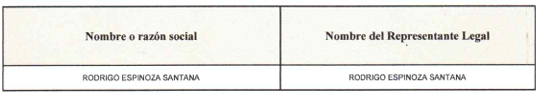 Nombre o razón social
Nombre del Representante Legal
RODRIGO ESPINOZA SANTANA
RODRIGO ESPINOZA SANTANA